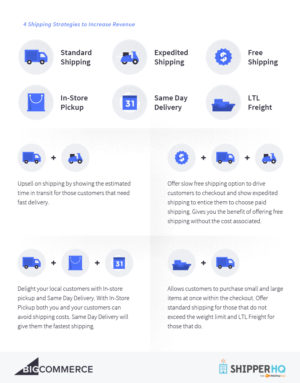 4 Shipping Strategies to Increase Revenue
Standard
Shipping
Expedited
Shipping
Free
Shipping
In-Store
Pickup
Same Day
Delivery
31
LTL
Freight
Upsell on shipping by showing the estimated
time in transit for those customers that need
fast delivery.
Offer slow free shipping option to drive
customers to checkout and show expedited
shipping to entice them to choose paid
shipping. Gives you the benefit of offering free
shipping without the cost associated.
31
Delight your local customers with In-store
pickup and Same Day Delivery. With In-Store
Pickup both you and your customers can
avoid shipping costs. Same Day Delivery will
give them the fastest shipping.
Allows customers to purchase small and large
items at once within the checkout. Offer
standard shipping for those that do not
exceed the weight limit and LTL Freight for
those that do.
BIGCOMMERCE
SHIPPERHQ